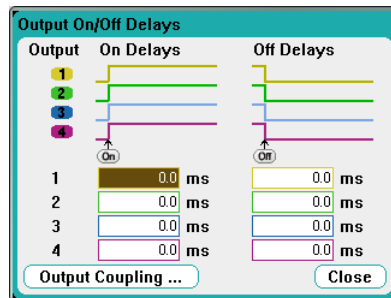 Output On/Off Delays
Output On Delays Off Delays
1
2
3
4
On Off
1 0.0 ms 0.0 ms
2 0.0 ms 0.0 ms
3 0.0 ms 0.0 ms
4 0.0 ms 0.0 ms
Output Coupling ... Close